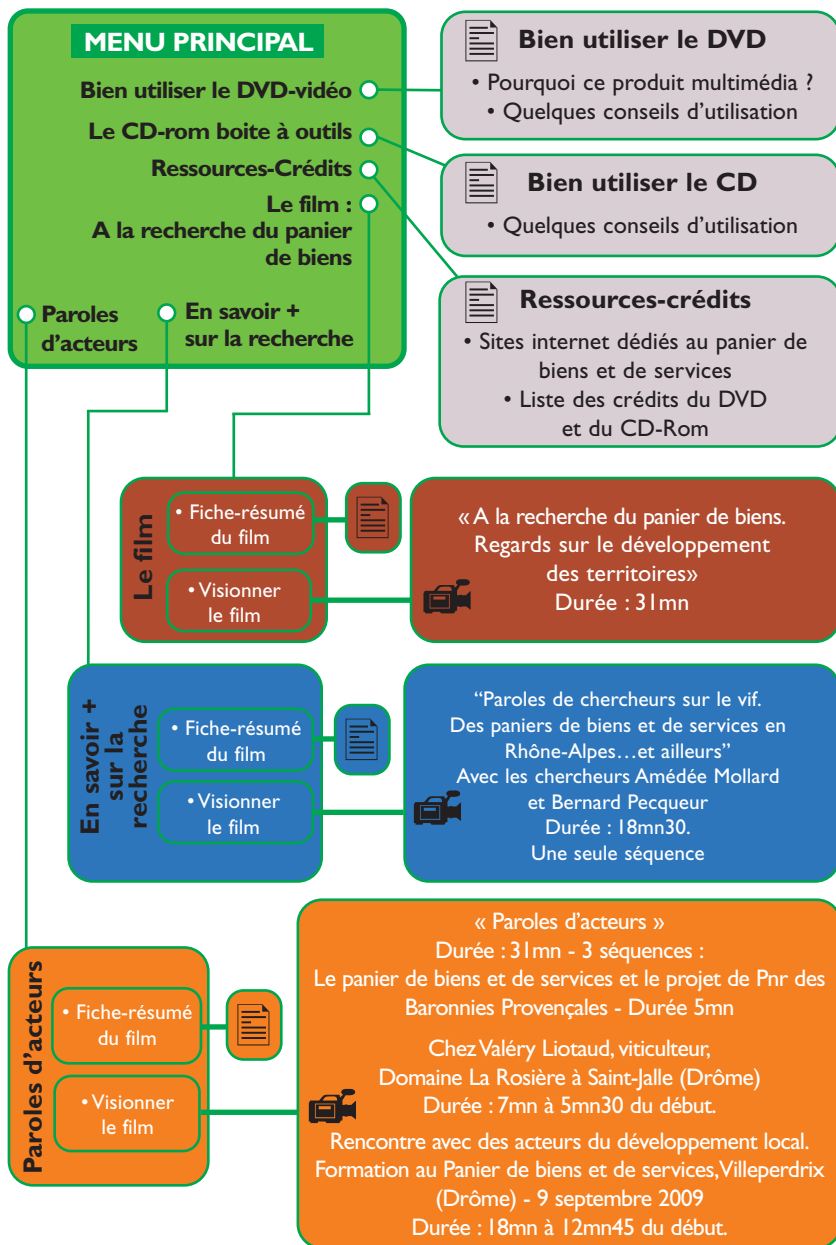 MENU PRINCIPAL
Bien utiliser le DVD-vidéo
Le CD-rom boite à outils
Ressources-Crédits
Le film :
A la recherche du panier
de biens
Paroles
d'acteurs
En savoir +
sur la recherche
Bien utiliser le DVD
• Pourquoi ce produit multimédia ?
• Quelques conseils d'utilisation
Bien utiliser le CD
• Quelques conseils d'utilisation
Ressources-crédits
• Sites internet dédiés au panier de
biens et de services
• Liste des crédits du DVD
et du CD-Rom
Le film
• Fiche-résumé
du film
• Visionner
le film
« A la recherche du panier de biens.
Regards sur le développement
des territoires»
Durée : 31mn
En savoir +
sur la
recherche
• Fiche-résumé
du film
• Visionner
le film
“Paroles de chercheurs sur le vif.
Des paniers de biens et de services en
Rhône-Alpes…et ailleurs”
Avec les chercheurs Amédée Mollard
et Bernard Pecqueur
Durée : 18mn30.
Une seule séquence
Paroles d'acteurs
• Fiche-résumé
du film
• Visionner
le film
« Paroles d'acteurs »
Durée : 31mn - 3 séquences :
Le panier de biens et de services et le projet de Pnr des
Baronnies Provençales - Durée 5mn
Chez Valéry Liotaud, viticulteur,
Domaine La Rosière à Saint-Jalle (Drôme)
Durée : 7mn à 5mn30 du début.
Rencontre avec des acteurs du développement local.
Formation au Panier de biens et de services, Villeperdrix
(Drôme) - 9 septembre 2009
Durée : 18mn à 12mn45 du début.